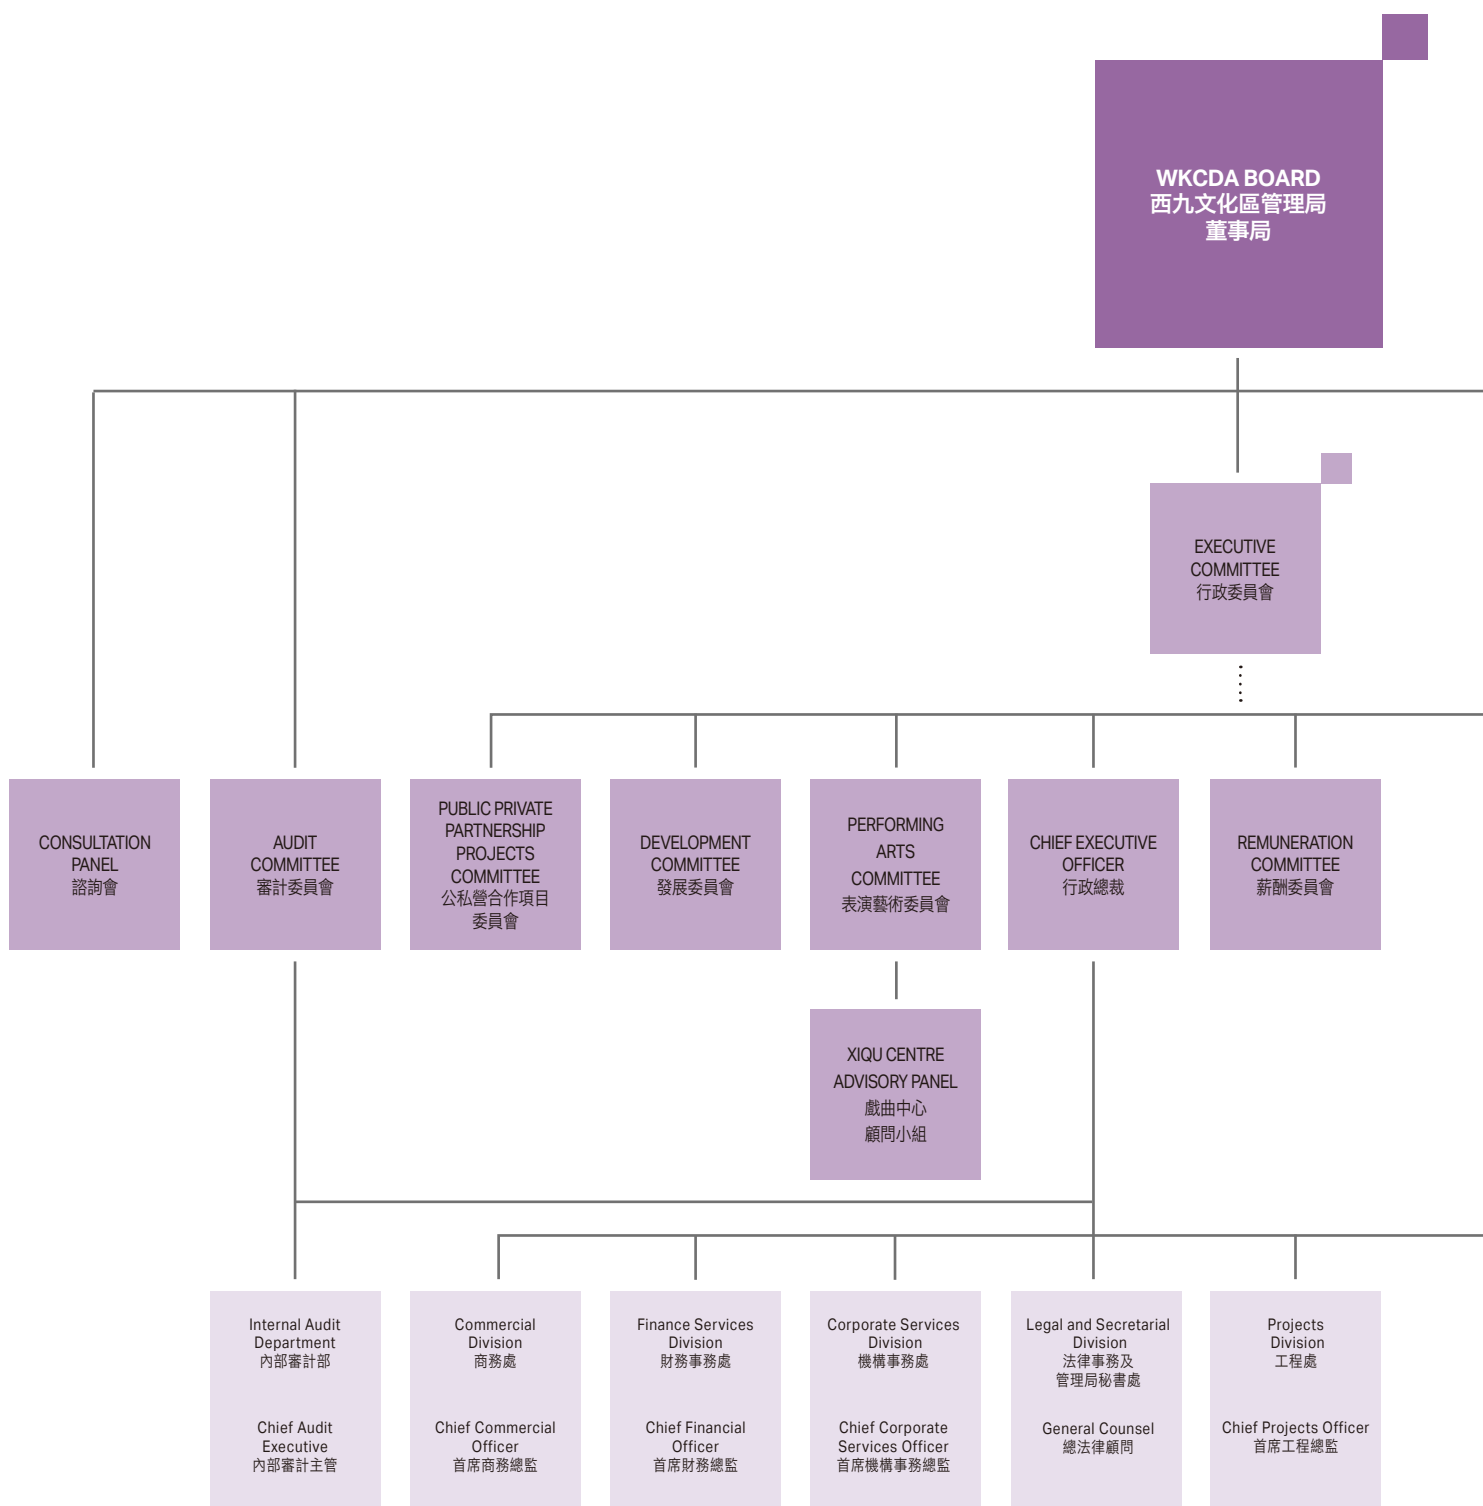 WKCDA BOARD
西九文化區管理局
董事局
EXECUTIVE
COMMITTEE
行政委員會
CONSULTATION
PANEL
諮詢會
AUDIT
COMMITTEE
審計委員會
PUBLIC PRIVATE
PARTNERSHIP
PROJECTS
COMMITTEE
公私營合作項目
委員會
DEVELOPMENT
COMMITTEE
發展委員會
PERFORMING
ARTS
COMMITTEE
表演藝術委員會
CHIEF EXECUTIVE
OFFICER
行政總裁
REMUNERATION
COMMITTEE
薪酬委員會
XIQU CENTRE
ADVISORY PANEL
戲曲中心
顧問小組
Internal Audit
Department
內部審計部
Chief Audit
Executive
內部審計主管
Commercial
Division
商務處
Chief Commercial
Officer
首席商務總監
Finance Services
Division
財務事務處
Chief Financial
Officer
首席財務總監
Corporate Services
Division
機構事務處
Chief Corporate
Services Officer
首席機構事務總監
Legal and Secretarial
Division
法律事務及
管理局秘書處
General Counsel
總法律顧問
Projects
Division
工程處
Chief Projects Officer
首席工程總監